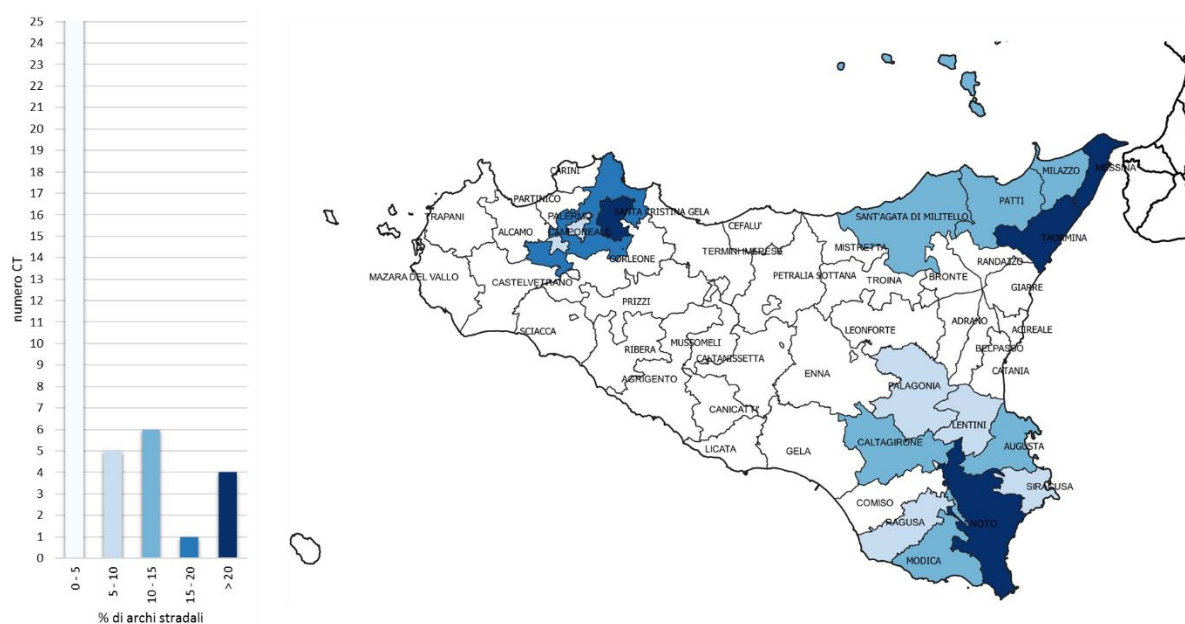 numero CT
25
24
23
22
21
20
19
18
17
16
15
14
13
12
11
10
9
8
7
6
5
4
3
2
1
0
0 - 5
5 - 10
10 - 15
15 - 20
> 20
% di archi stradali
MESSINA
MILAZZO
CARINI
PATTI
PARTINICO
TRAPANI
PALERMO
SANTA CRISTINA GELA
SANT'AGATA DI MILITELLO
CEFALU'
ALCAMO
CAMPOREALE
TAORMINA
MISTRETTA
TERMINI IMERESE
CORLEONE
RANDAZZO
MAZARA DEL VALLO
CASTELVETRANO
PETRALIA SOTTANA
TROINA
BRONTE
GIARRE
PRIZZI
ADRANO
SCIACCA
LEONFORTE
ACIREALE
MUSSOMELI
RIBERA
CALTANISSETTA
BELPASSO
AGRIGENTO
ENNA
CATANIA
PALAGONIA
CANICATTI'
LENTINI
CALTAGIRONE
AUGUSTA
LICATA
GELA
SIRACUSA
COMISO
RAGUSA
NOTO
MODICA